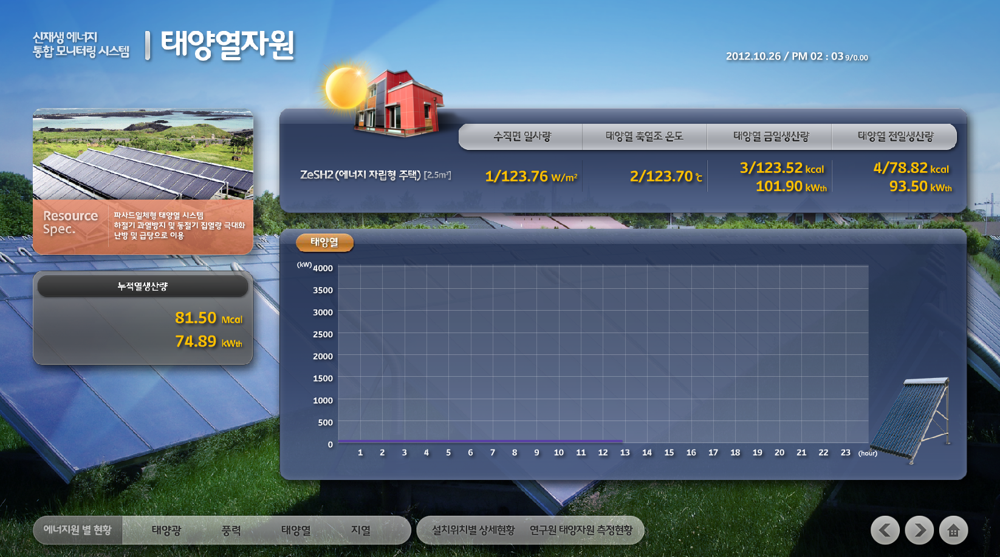 신재생 에너지
통합 모니터링 시스템
태양열자원
2012.10.26 / PM 02 : 03 9/0.00
Resource
Spec.
파사드일체형 태양열 시스템
하절기 과열방지 및 동절기 집열량 극대화
난방 및 급탕으로 이용
누적열생산량
81.50 Mcal
74.89 kWth
수직면 일사량 태양열 축열조 온도 태양열 금일생산량 태양열 전일생산량
ZeSH2 (에너지 자립형 주택) [2.5m²] 1/123.76 W/m² 2/123.70 ℃ 3/123.52 kcal 4/78.82 kcal
101.90 kWth 93.50 kWth
태양열
(kW) 4000
3500
3000
2500
2000
1500
1000
500
0
1 2 3 4 5 6 7 8 9 10 11 12 13 14 15 16 17 18 19 20 21 22 23 (hour)
에너지원 별 현황 태양광 풍력 태양열 지열 설치위치별 상세현황 연구원 태양자원 측정현황